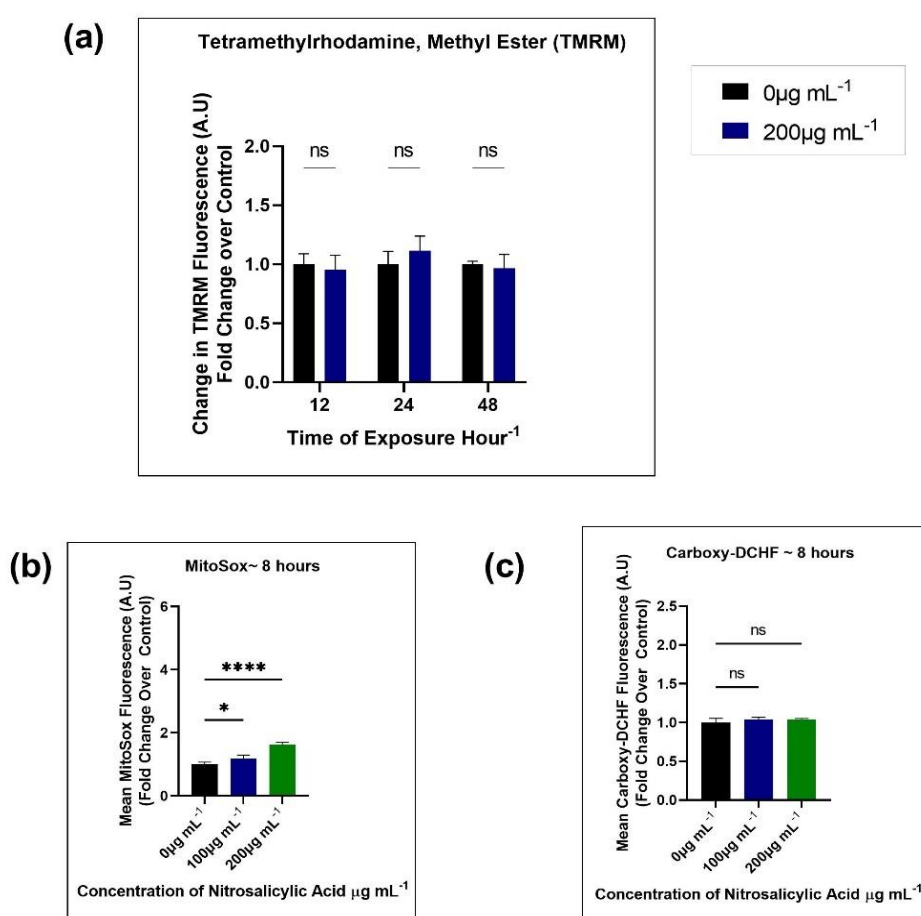 (a)
Tetramethylrhodamine, Methyl Ester (TMRM)
0µg mL⁻¹
200µg mL⁻¹
Change in TMRM Fluorescence (A.U)
Fold Change over Control
2.0
1.5
1.0
0.5
0.0
ns
ns
ns
12
24
48
Time of Exposure Hour⁻¹
(b)
MitoSox~ 8 hours
Mean MitoSox Fluorescence (A.U)
(Fold Change Over Control)
6
4
2
0
****
*
0µg mL⁻¹
100µg mL⁻¹
200µg mL⁻¹
Concentration of Nitrosalicylic Acid µg mL⁻¹
(c)
Carboxy-DCHF ~ 8 hours
Mean Carboxy-DCHF Fluorescence (A.U)
(Fold Change Over Control)
2.5
2.0
1.5
1.0
0.5
0.0
ns
ns
0µg mL⁻¹
100µg mL⁻¹
200µg mL⁻¹
Concentration of Nitrosalicylic Acid µg mL⁻¹